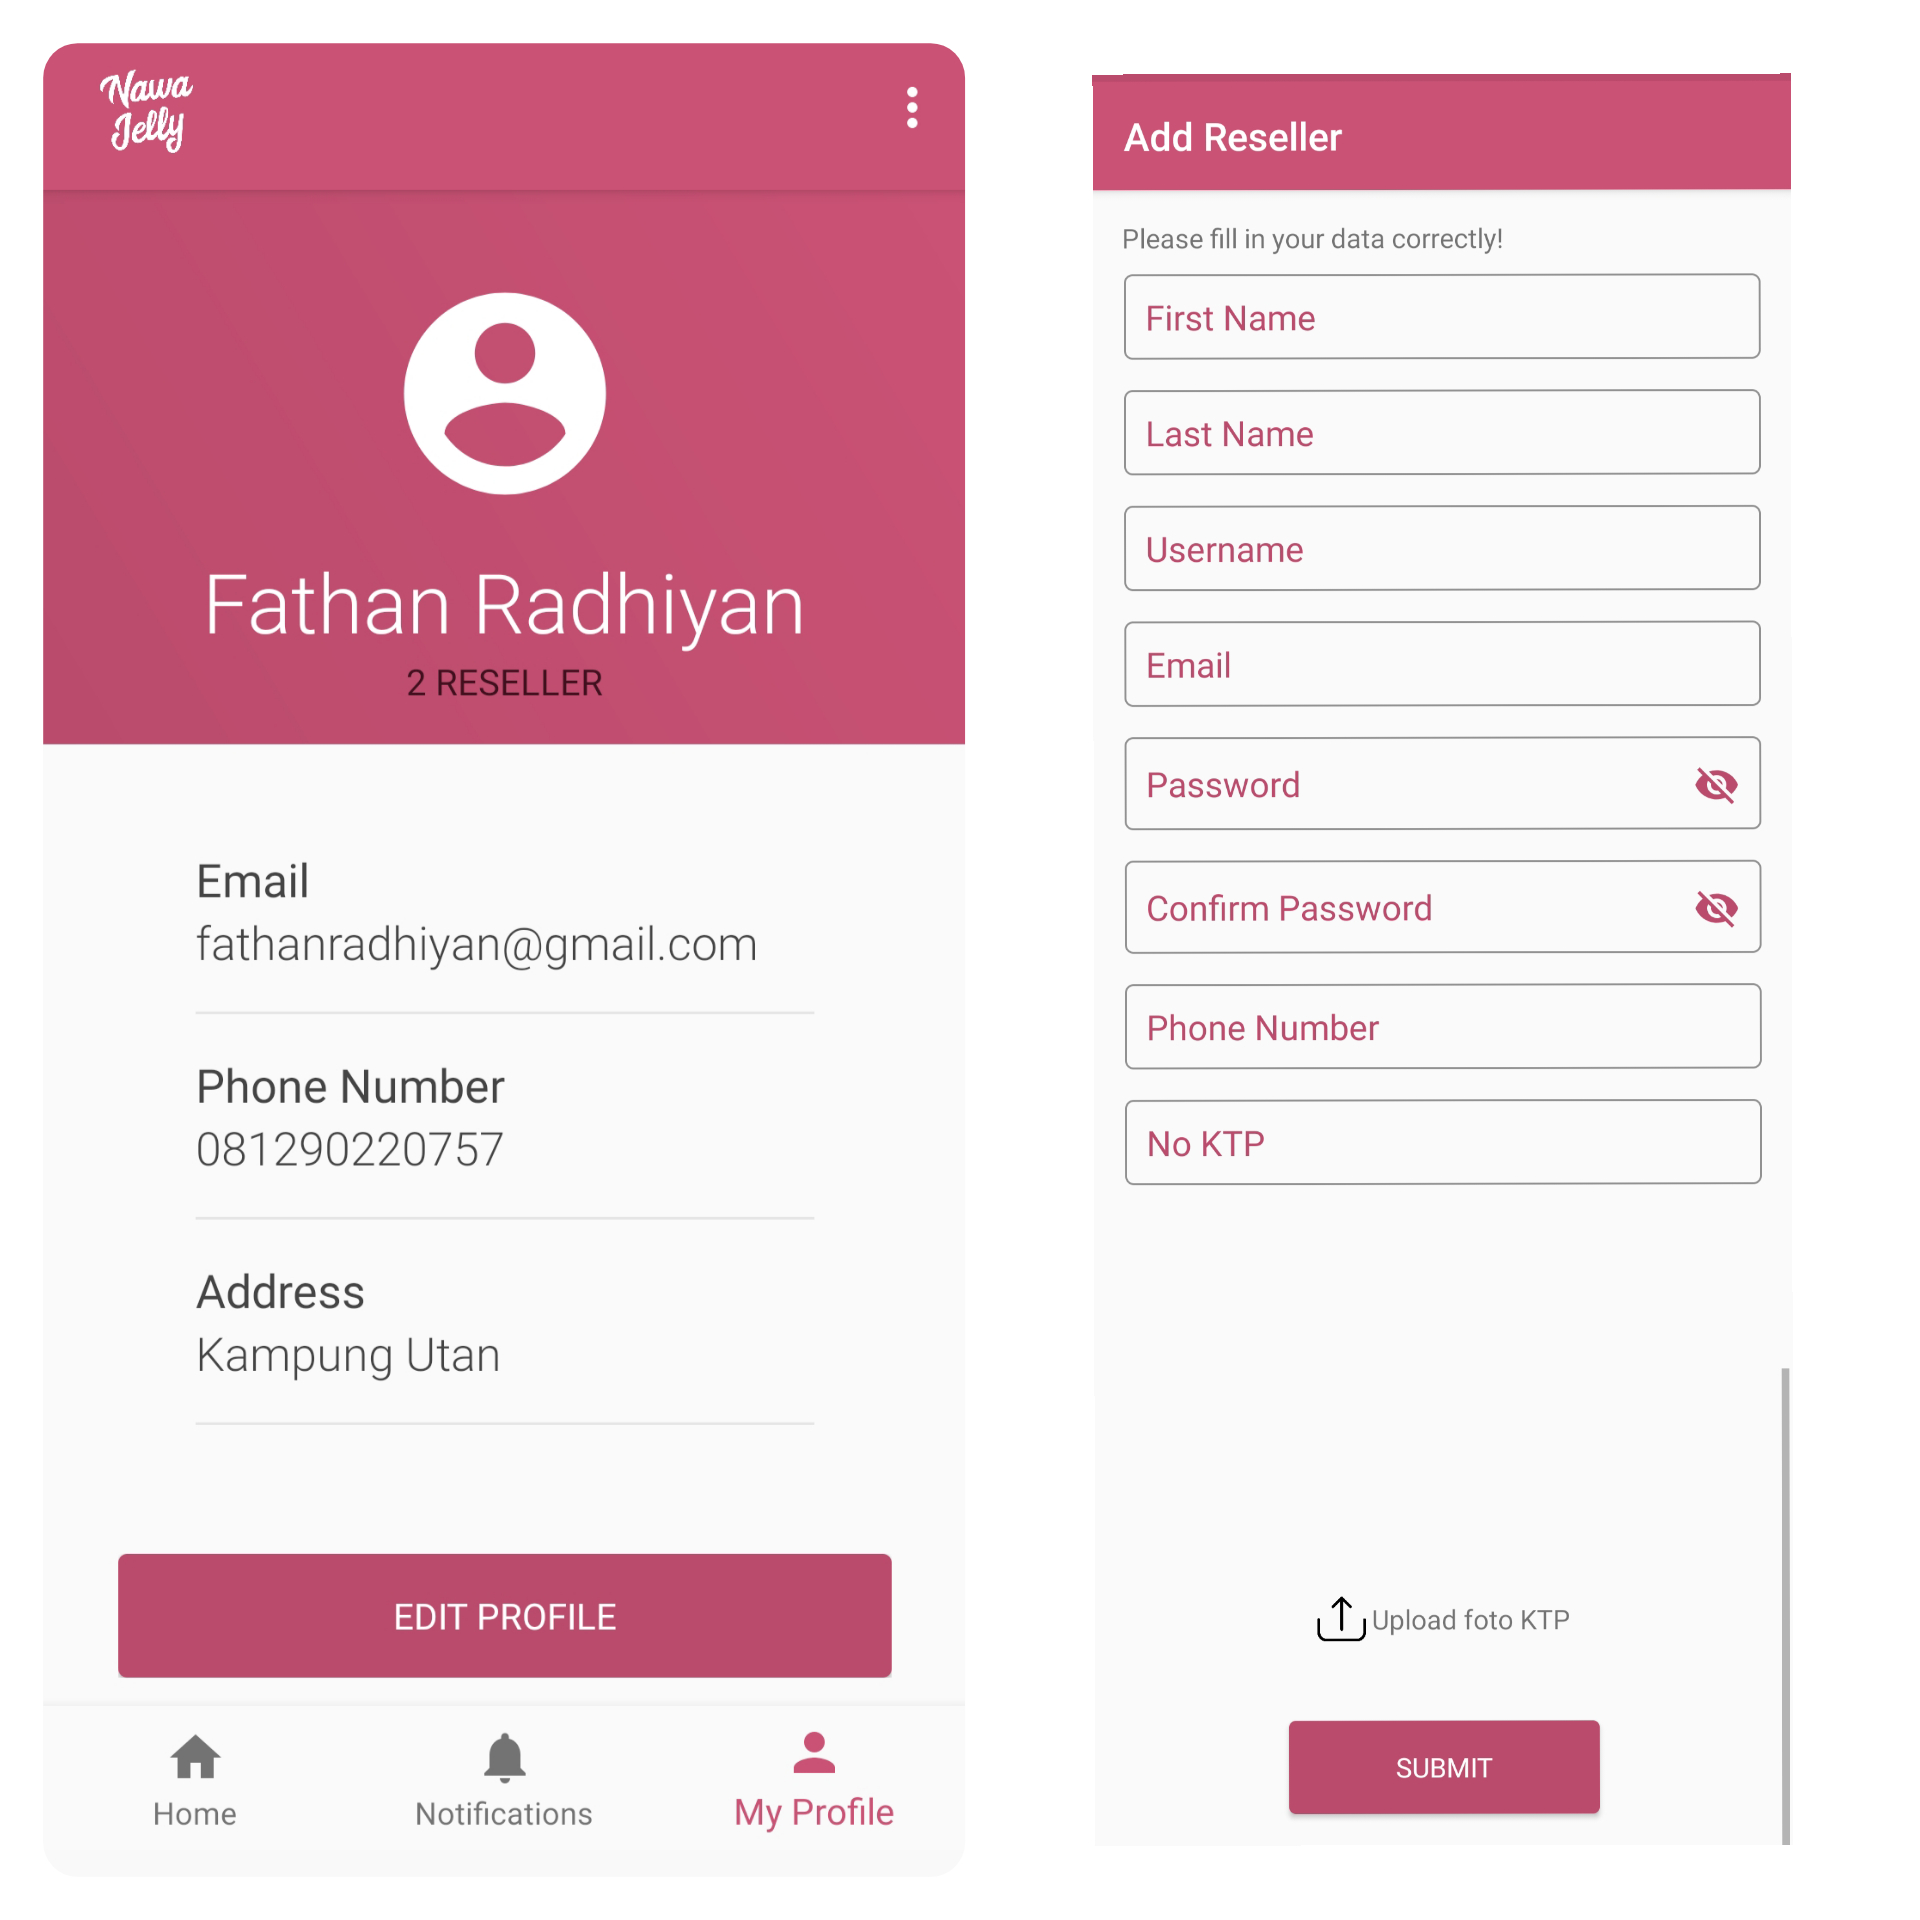 Nawa
Jelly
Fathan Radhiyan
2 RESELLER
Email
fathanradhiyan@gmail.com
Phone Number
081290220757
Address
Kampung Utan
EDIT PROFILE
Home
Notifications
My Profile
Add Reseller
Please fill in your data correctly!
First Name
Last Name
Username
Email
Password
Confirm Password
Phone Number
No KTP
Upload foto KTP
SUBMIT